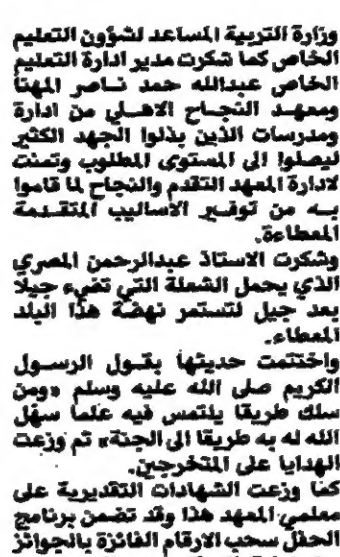 وزارة التربية المساعد لشؤون التعليم
الخاص كما شكرت مدير ادارة التعليم
الخاص عبدالله حمد ناصر المهنا
ومعهد النجاح الاهلي من ادارة
ومدرسات الذين بذلوا الجهد الكثير
ليصلوا الى المستوى المطلوب وتمنت
لادارة المعهد التقدم والنجاح لما قاموا
به من توفير الاساليب المتقدمة
المعطاءة.
وشكرت الاستاذ عبدالرحمن المصري
الذي يحمل الشعلة التي تضيء جيلا
بعد جيل لتستمر نهضة هذا البلد
المعطاء.
واختتمت حديثها بقول الرسول
الكريم صلى الله عليه وسلم «ومن
سلك طريقا يلتمس فيه علما سهل
الله له به طريقا الى الجنة» ثم وزعت
الهدايا على المتخرجين.
كما وزعت الشهادات التقديرية على
معلمي المعهد هذا وقد تضمن برنامج
الحفل سحب الارقام الفائزة بالجوائز